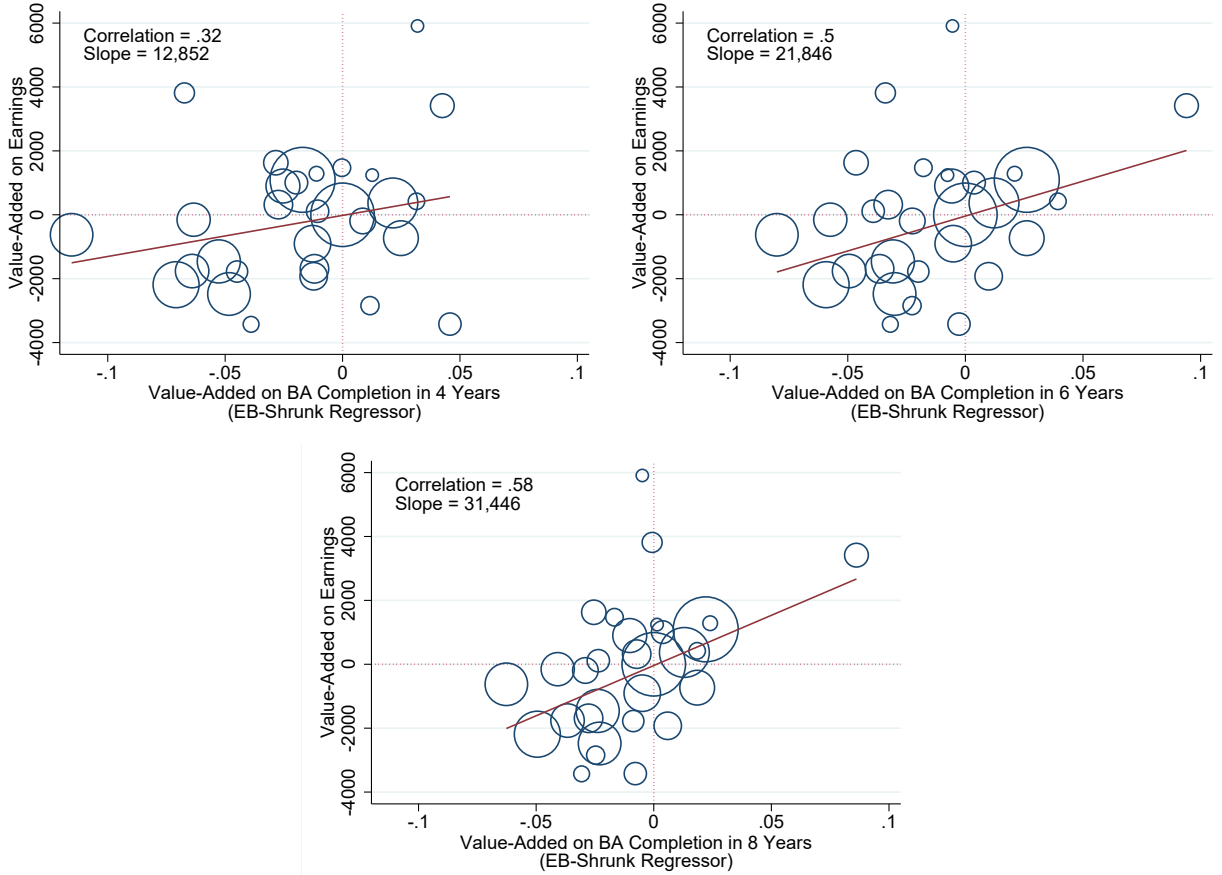 Correlation = .32
Slope = 12,852
Value-Added on Earnings
6000
4000
2000
0
-2000
-4000
-.1
-.05
0
.05
.1
Value-Added on BA Completion in 4 Years
(EB-Shrunk Regressor)
Correlation = .5
Slope = 21,846
Value-Added on Earnings
6000
4000
2000
0
-2000
-4000
-.1
-.05
0
.05
.1
Value-Added on BA Completion in 6 Years
(EB-Shrunk Regressor)
Correlation = .58
Slope = 31,446
Value-Added on Earnings
6000
4000
2000
0
-2000
-4000
-.1
-.05
0
.05
.1
Value-Added on BA Completion in 8 Years
(EB-Shrunk Regressor)